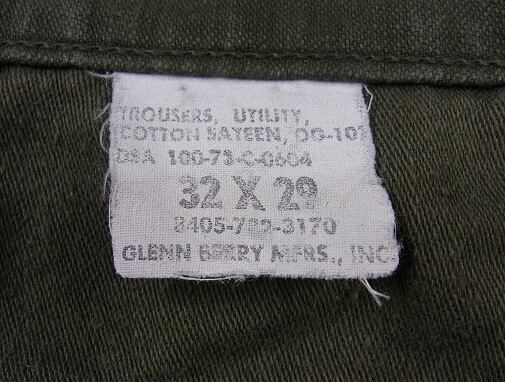 TROUSERS, UTILITY,
COTTON SATEEN, OG-107
DSA 100-73-C-0604
32 X 29
8405-782-3170
GLENN BERRY MFRS., INC.